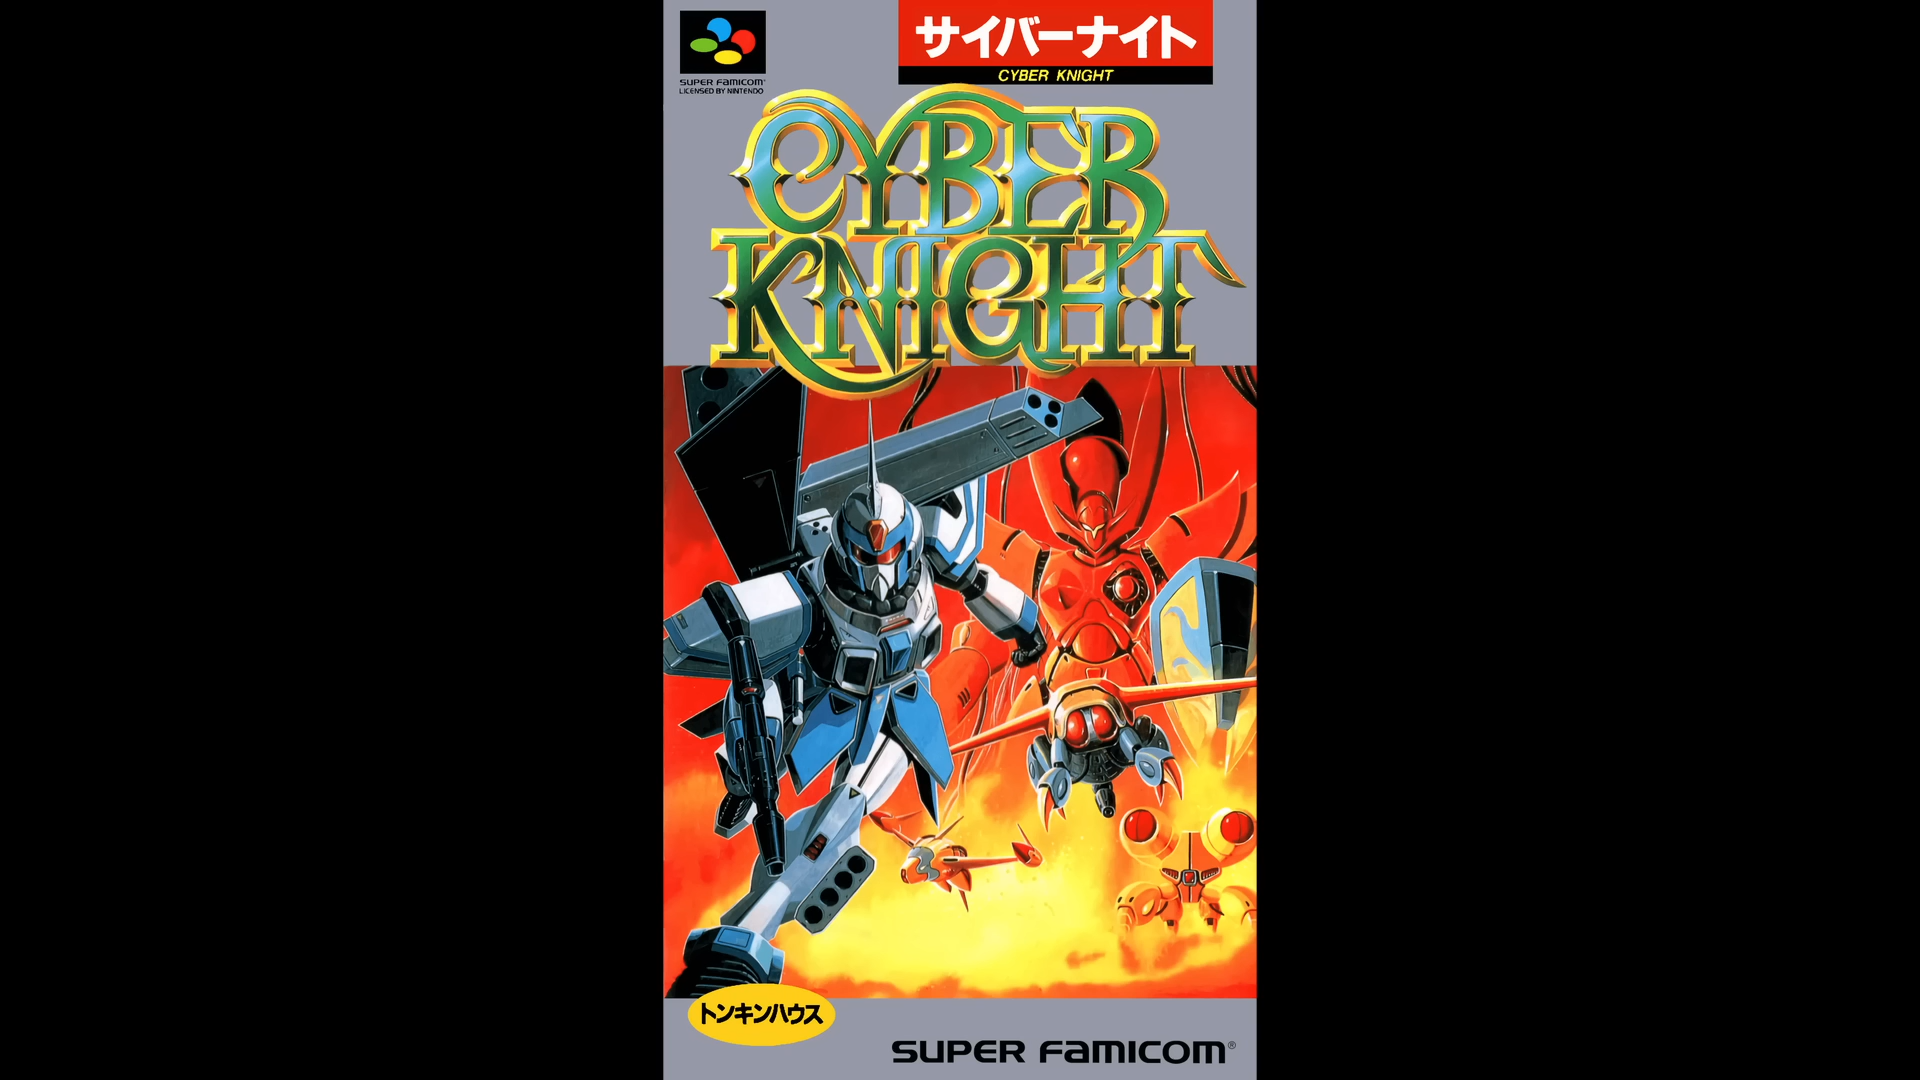 サイバーナイト
CYBER KNIGHT
SUPER FAMICOM
LICENSED BY NINTENDO
CYBER
KNIGHT
トンキンハウス
SUPER FAMICOM®